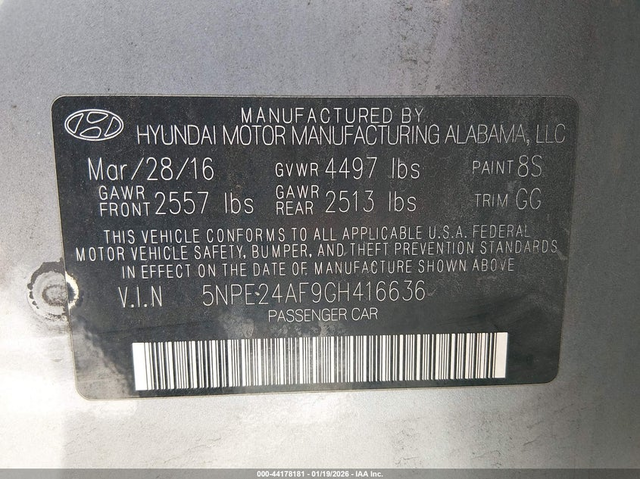 MANUFACTURED BY
HYUNDAI MOTOR MANUFACTURING ALABAMA, LLC
Mar/28/16 GVWR 4497 lbs PAINT 8S
GAWR FRONT 2557 lbs GAWR REAR 2513 lbs TRIM GG
THIS VEHICLE CONFORMS TO ALL APPLICABLE U.S.A. FEDERAL
MOTOR VEHICLE SAFETY, BUMPER, AND THEFT PREVENTION STANDARDS
IN EFFECT ON THE DATE OF MANUFACTURE SHOWN ABOVE.
V.I.N 5NPE24AF9GH416636
PASSENGER CAR
000-44178181 - 01/19/2026 - IAA Inc.